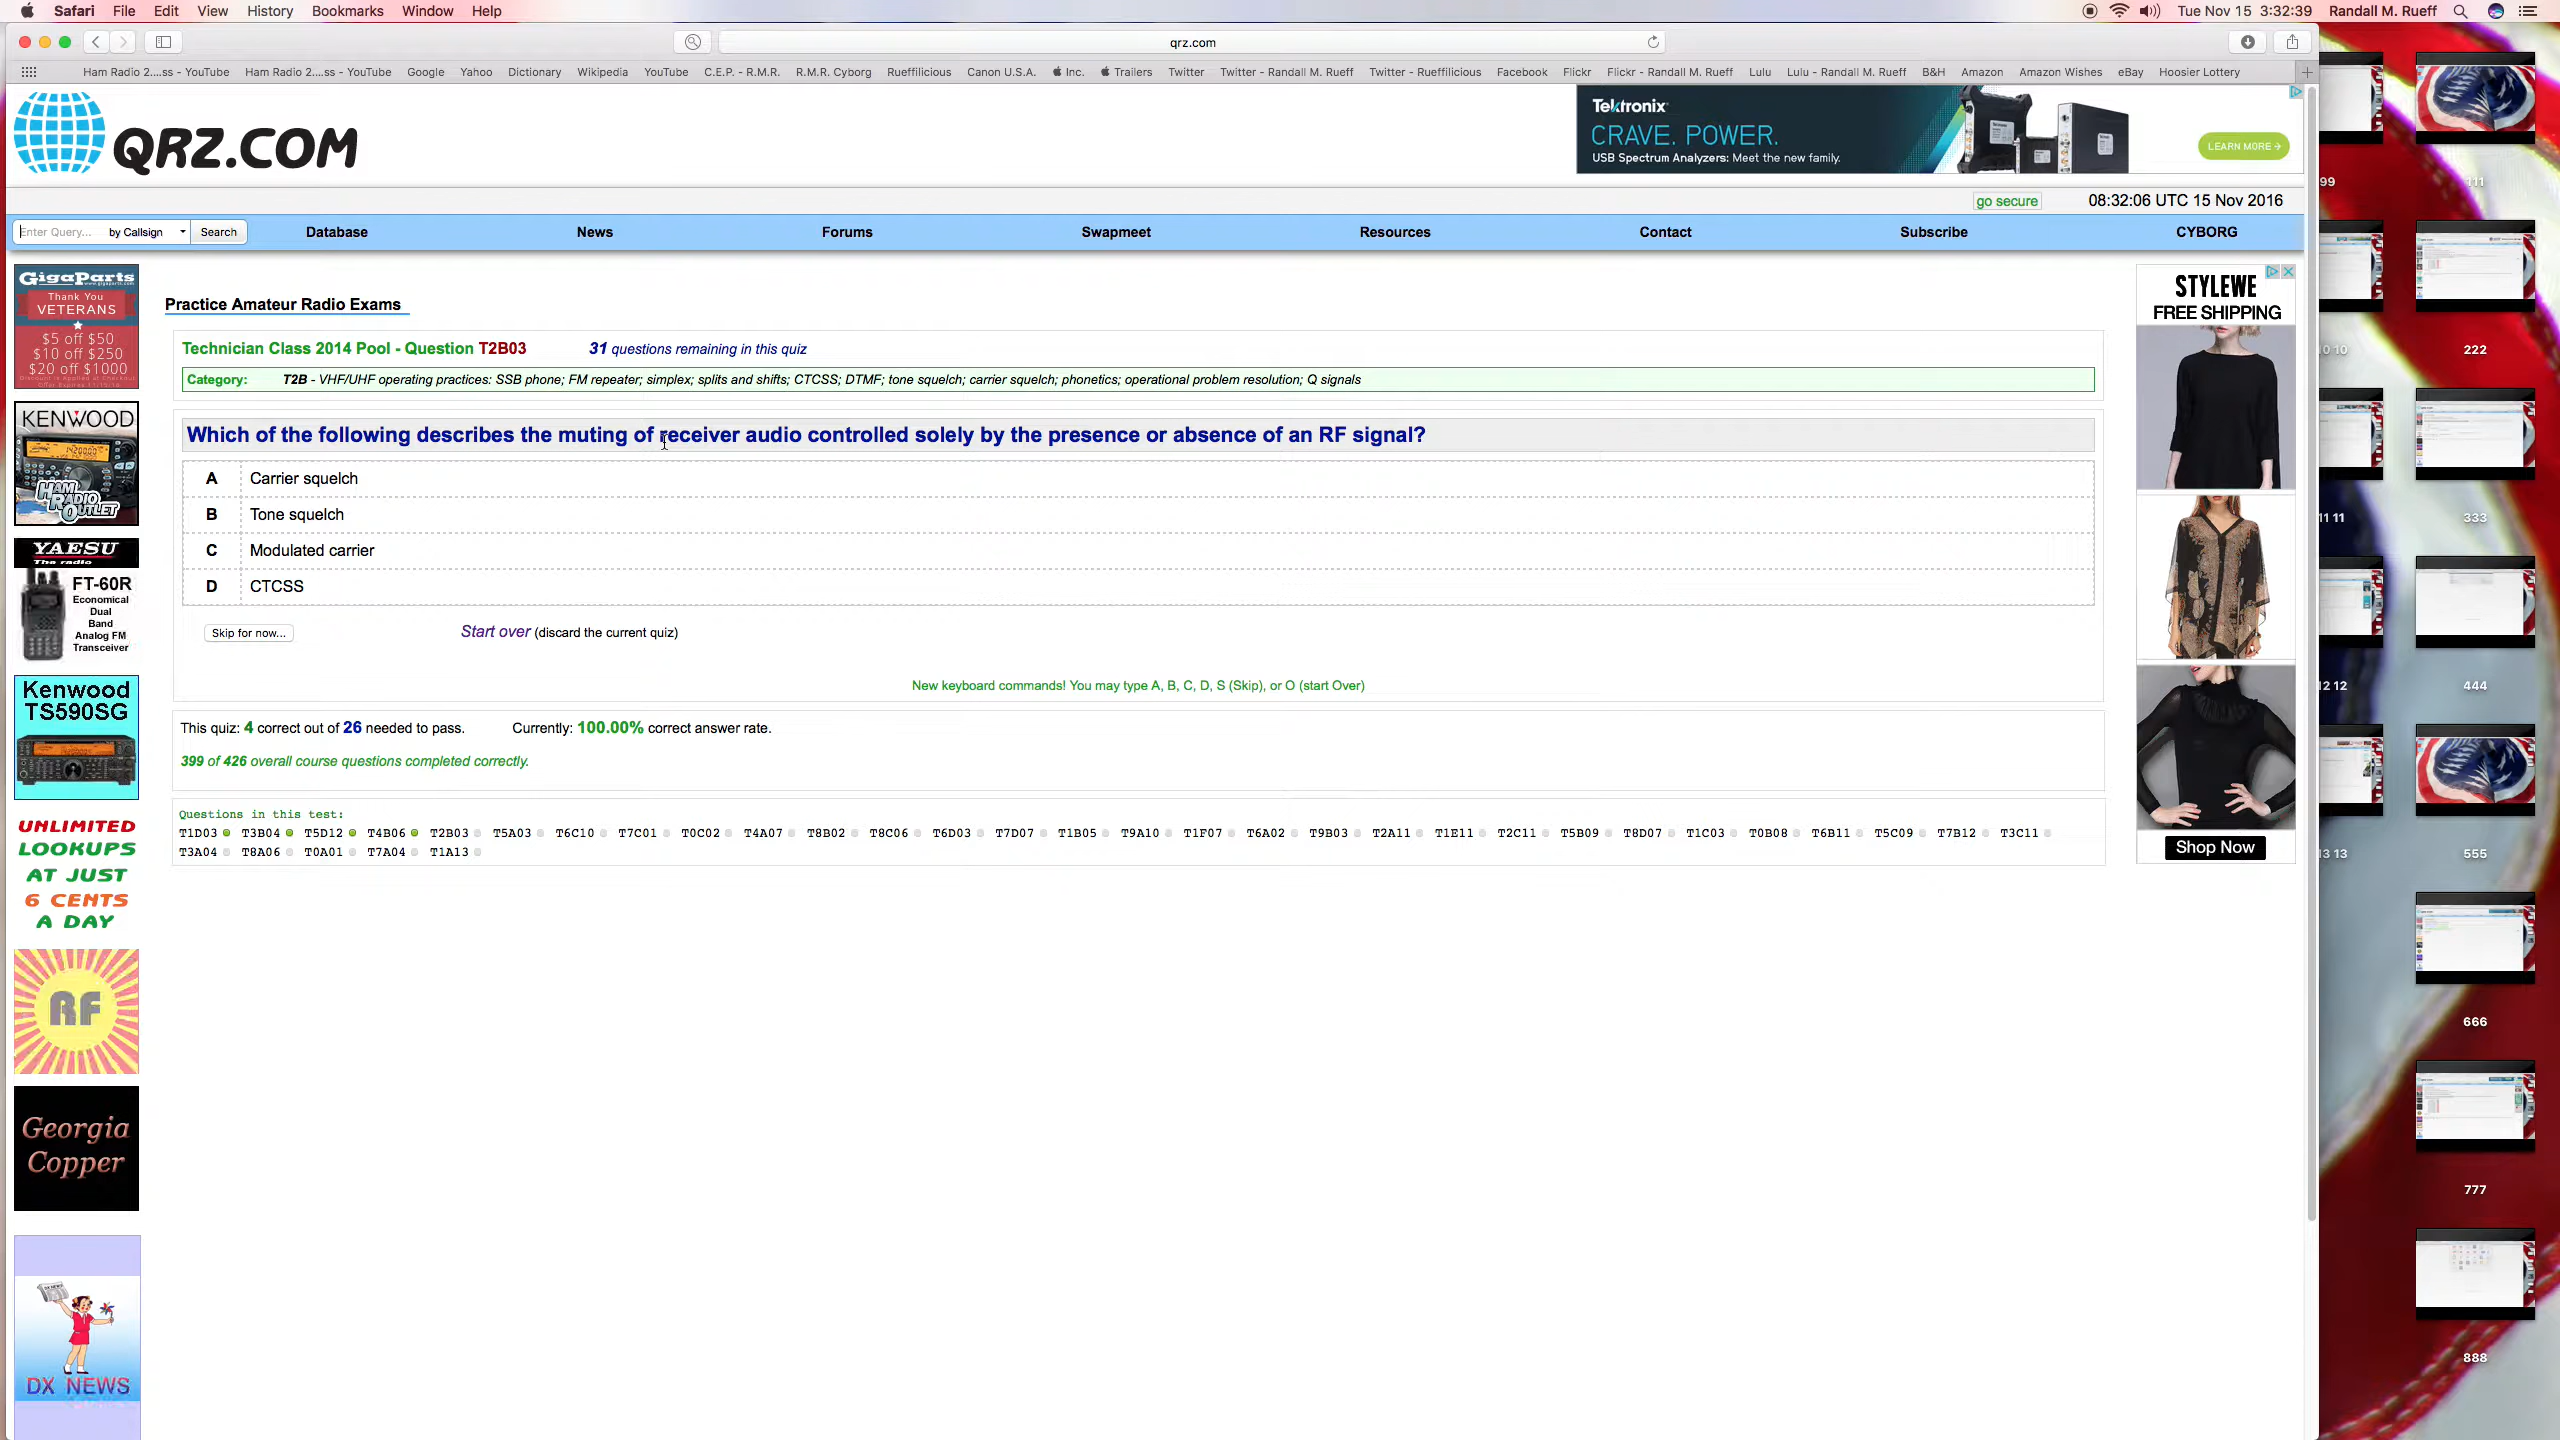 Safari File Edit View History Bookmarks Window Help
Tue Nov 15 3:32:39 Randall M. Rueff
qrz.com
Ham Radio 2....ss - YouTube Ham Radio 2....ss - YouTube Google Yahoo Dictionary Wikipedia YouTube C.E.P. - R.M.R. R.M.R. Cyborg Rueffilicious Canon U.S.A. Inc. Trailers Twitter Twitter - Randall M. Rueff Twitter - Rueffilicious Facebook Flickr Flickr - Randall M. Rueff Lulu Lulu - Randall M. Rueff B&H Amazon Amazon Wishes eBay Hoosier Lottery
QRZ.COM
Tektronix
CRAVE. POWER.
USB Spectrum Analyzers: Meet the new family.
LEARN MORE
go secure 08:32:06 UTC 15 Nov 2016
Enter Query... by Callsign Search Database News Forums Swapmeet Resources Contact Subscribe CYBORG
GigaParts
Thank You
VETERANS
$5 off $50
$10 off $250
$20 off $1000
KENWOOD
HAM RADIO OUTLET
YAESU
The radio
FT-60R
Economical
Dual
Band
Analog FM
Transceiver
Kenwood
TS590SG
UNLIMITED
LOOKUPS
AT JUST
6 CENTS
A DAY
RF
Georgia
Copper
DX NEWS
Practice Amateur Radio Exams
Technician Class 2014 Pool - Question T2B03 31 questions remaining in this quiz
Category: T2B - VHF/UHF operating practices: SSB phone; FM repeater; simplex; splits and shifts; CTCSS; DTMF; tone squelch; carrier squelch; phonetics; operational problem resolution; Q signals
Which of the following describes the muting of receiver audio controlled solely by the presence or absence of an RF signal?
A Carrier squelch
B Tone squelch
C Modulated carrier
D CTCSS
Skip for now... Start over (discard the current quiz)
New keyboard commands! You may type A, B, C, D, S (Skip), or O (start Over)
This quiz: 4 correct out of 26 needed to pass. Currently: 100.00% correct answer rate.
399 of 426 overall course questions completed correctly.
Questions in this test:
T1D03 T3B04 T5D12 T4B06 T2B03 T5A03 T6C10 T7C01 T0C02 T4A07 T8B02 T8C06 T6D03 T7D07 T1B05 T9A10 T1F07 T6A02 T9B03 T2A11 T1E11 T2C11 T5B09 T8D07 T1C03 T0B08 T6B11 T5C09 T7B12 T3C11
T3A04 T8A06 T0A01 T7A04 T1A13
STYLEWE
FREE SHIPPING
Shop Now
99 111
10 10 222
11 11 333
12 12 444
13 13 555
666
777
888